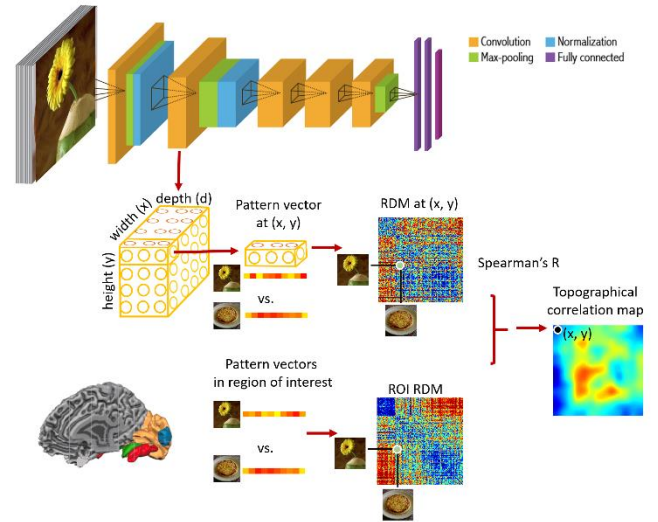 Convolution
Normalization
Max-pooling
Fully connected
depth (d)
width (x)
height (y)
Pattern vector
at (x, y)
RDM at (x, y)
vs.
Spearman's R
Topographical
correlation map
(x, y)
Pattern vectors
in region of interest
ROI RDM
vs.